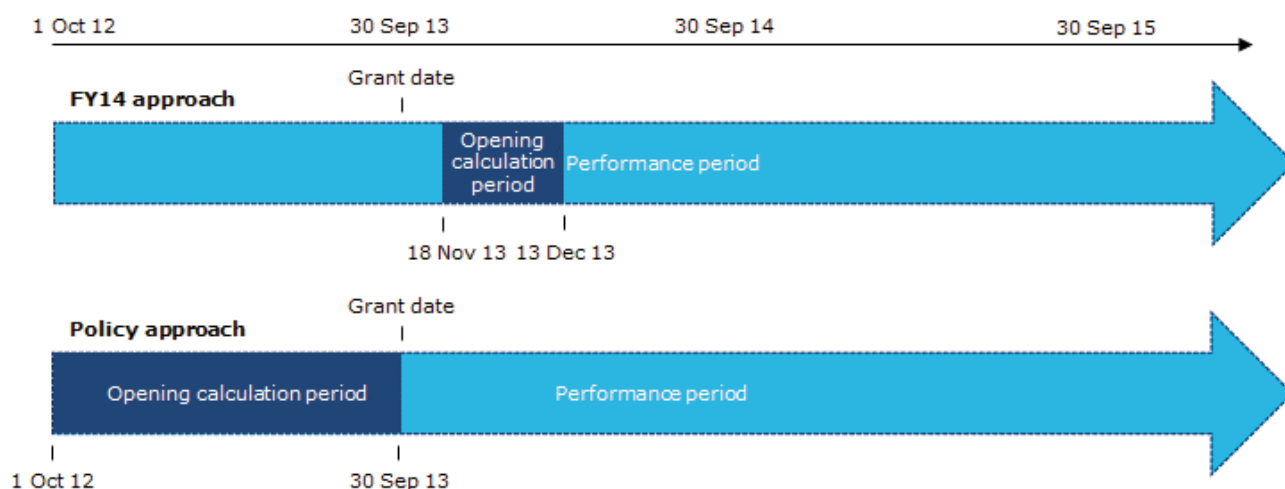 1 Oct 12 30 Sep 13 30 Sep 14 30 Sep 15
Grant date
FY14 approach
Opening
calculation
period
Performance period
18 Nov 13 13 Dec 13
Grant date
Policy approach
Opening calculation period Performance period
1 Oct 12 30 Sep 13